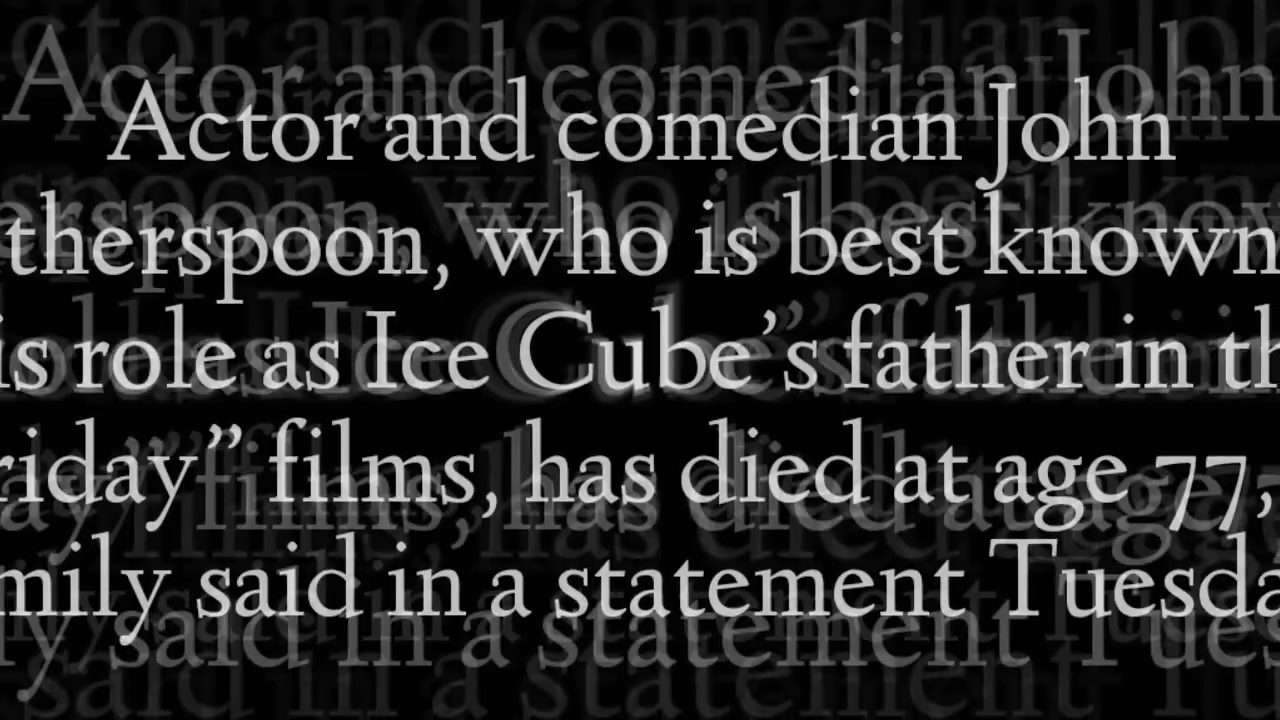 Actor and comedian John
therspoon, who is best known
is role as Ice Cube’s father in th
riday” films, has died at age 77,
mily said in a statement Tuesda